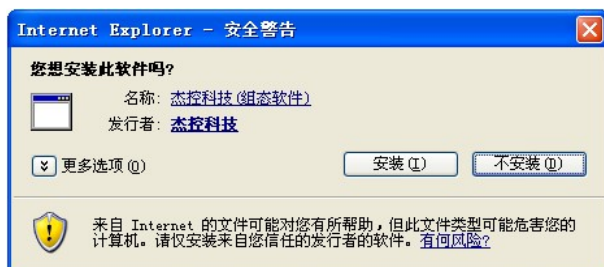 Internet Explorer - 安全警告
您想安装此软件吗?
名称: 杰控科技(组态软件)
发行者: 杰控科技
更多选项(O)
安装(I)
不安装(D)
来自 Internet 的文件可能对您有所帮助,但此文件类型可能危害您的
计算机。请仅安装来自您信任的发行者的软件。有何风险?